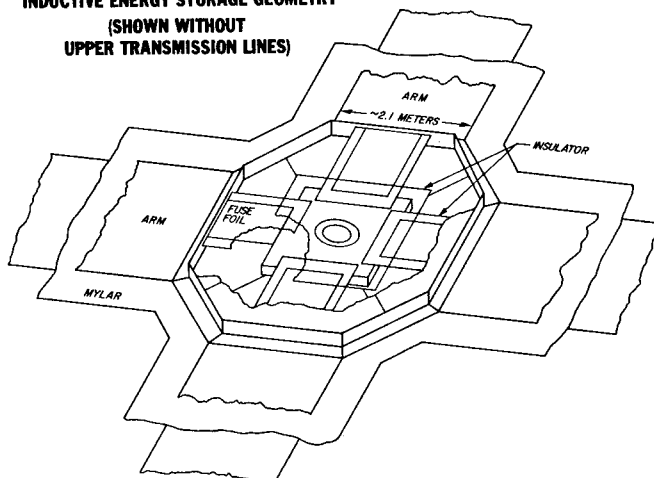 INDUCTIVE ENERGY STORAGE GEOMETRY
(SHOWN WITHOUT
UPPER TRANSMISSION LINES)
ARM
~2.1 METERS
INSULATOR
FUSE
FOIL
ARM
MYLAR